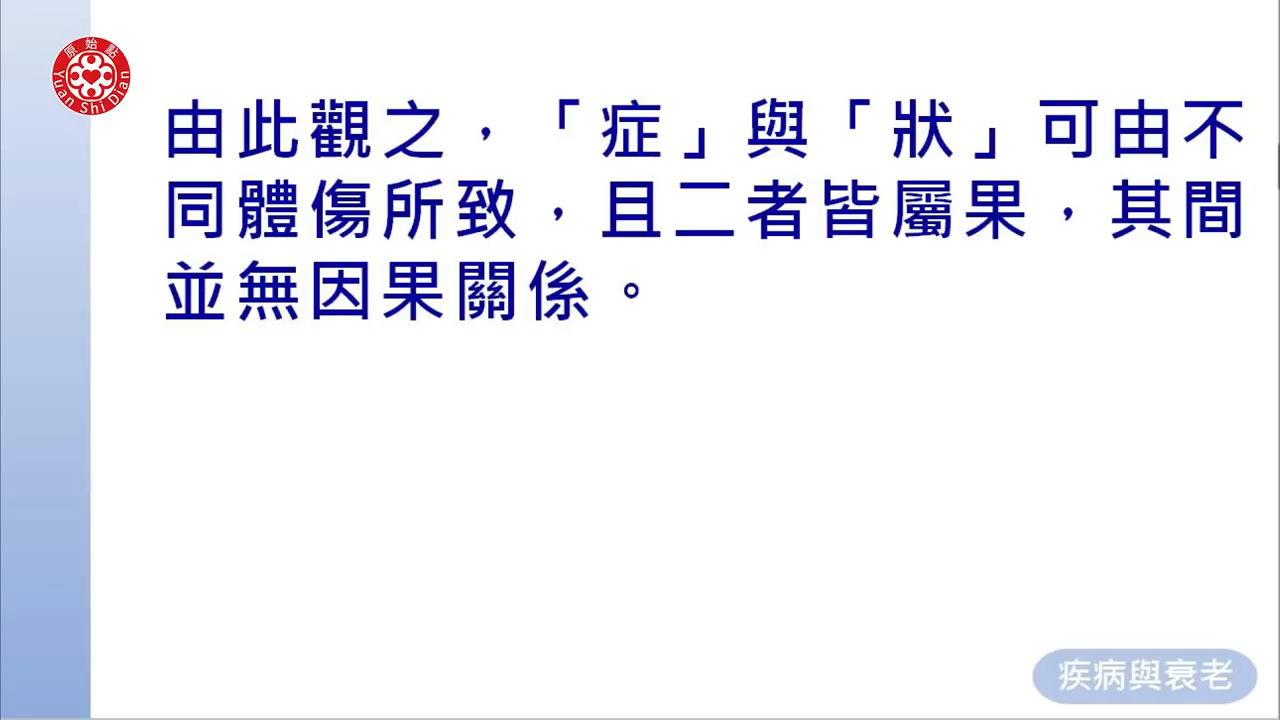 原始點
Yuan Shi Dian
由此觀之，「症」與「狀」可由不
同體傷所致，且二者皆屬果，其間
並無因果關係。
疾病與衰老